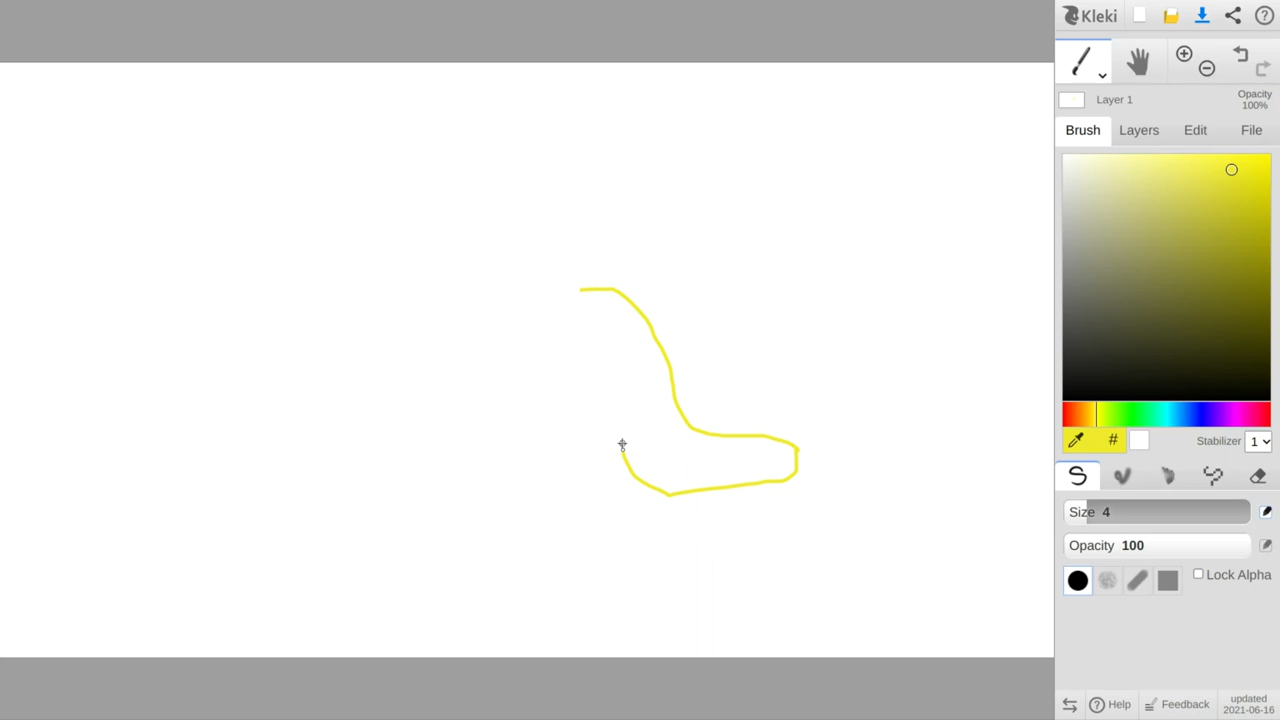 Kleki
Layer 1
Opacity
100%
Brush
Layers
Edit
File
#
Stabilizer 1
Size 4
Opacity 100
Lock Alpha
Help
Feedback
updated
2021-06-16